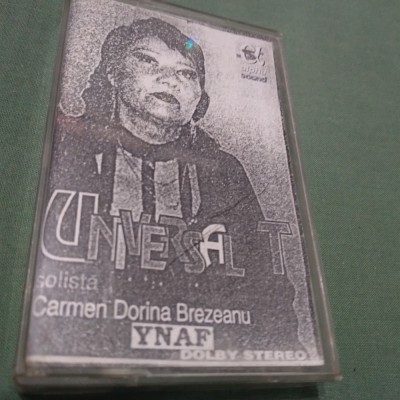 sound
UNIVERSAL T
solistă
Carmen Dorina Brezeanu
YNAF
DOLBY STEREO